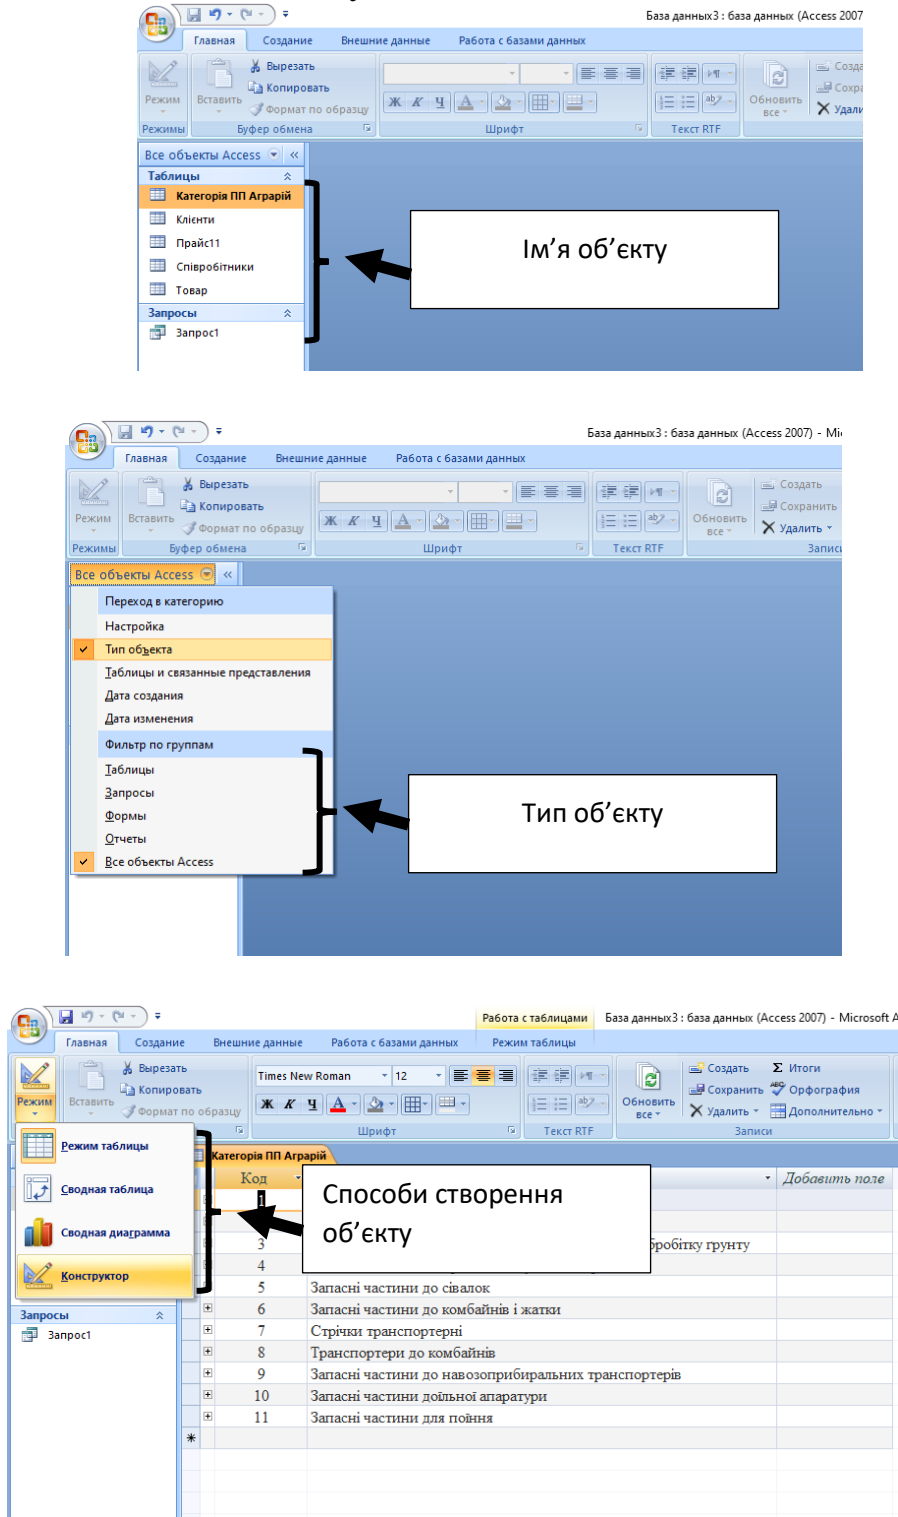 База данных3 : база данных (Access 2007
Главная Создание Внешние данные Работа с базами данных
Режим
Вставить
Вырезать
Копировать
Формат по образцу
Ж К Ч А
Обновить все
Созда
Сохра
Удали
Режимы Буфер обмена Шрифт Текст RTF
Все объекты Access
Таблицы
Категорія ПП Аграрій
Клієнти
Прайс11
Співробітники
Товар
Запросы
Запрос1
Ім’я об’єкту
База данных3 : база данных (Access 2007) - Mi
Главная Создание Внешние данные Работа с базами данных
Режим
Вставить
Вырезать
Копировать
Формат по образцу
Ж К Ч А
Обновить все
Создать
Сохранить
Удалить
Режимы Буфер обмена Шрифт Текст RTF Записи
Все объекты Access
Переход в категорию
Настройка
Тип объекта
Таблицы и связанные представления
Дата создания
Дата изменения
Фильтр по группам
Таблицы
Запросы
Формы
Отчеты
Все объекты Access
Тип об’єкту
Работа с таблицами База данных3 : база данных (Access 2007) - Microsoft A
Главная Создание Внешние данные Работа с базами данных Режим таблицы
Режим
Вставить
Вырезать
Копировать
Формат по образцу
Times New Roman 12
Ж К Ч А
Обновить все
Создать
Сохранить
Удалить
Итоги
Орфография
Дополнительно
Шрифт Текст RTF Записи
Режим таблицы
Сводная таблица
Сводная диаграмма
Конструктор
Запросы
Запрос1
Категорія ПП Аграрій
Код Добавить поле
Способи створення
об’єкту
1
3 бробітку грунту
4
5 Запасні частини до сівалок
6 Запасні частини до комбайнів і жатки
7 Стрічки транспортерні
8 Транспортери до комбайнів
9 Запасні частини до навозоприбиральних транспортерів
10 Запасні частини доїльної апаратури
11 Запасні частини для поїння